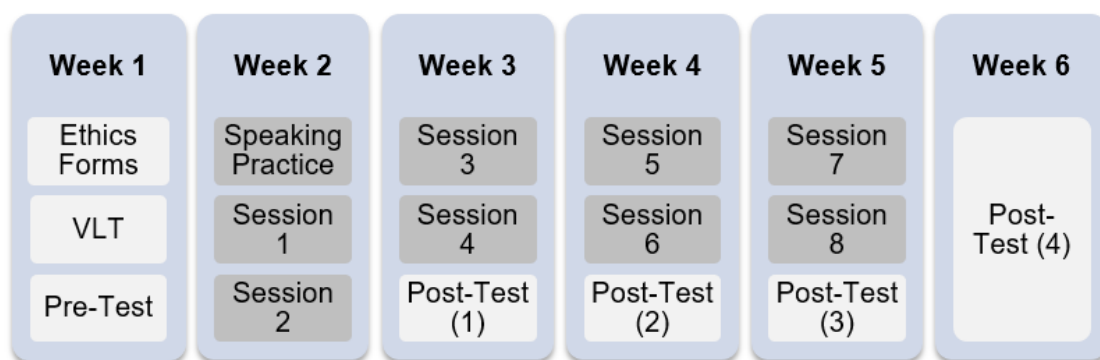 Week 1
Ethics
Forms
VLT
Pre-Test
Week 2
Speaking
Practice
Session
1
Session
2
Week 3
Session
3
Session
4
Post-Test
(1)
Week 4
Session
5
Session
6
Post-Test
(2)
Week 5
Session
7
Session
8
Post-Test
(3)
Week 6
Post-
Test (4)